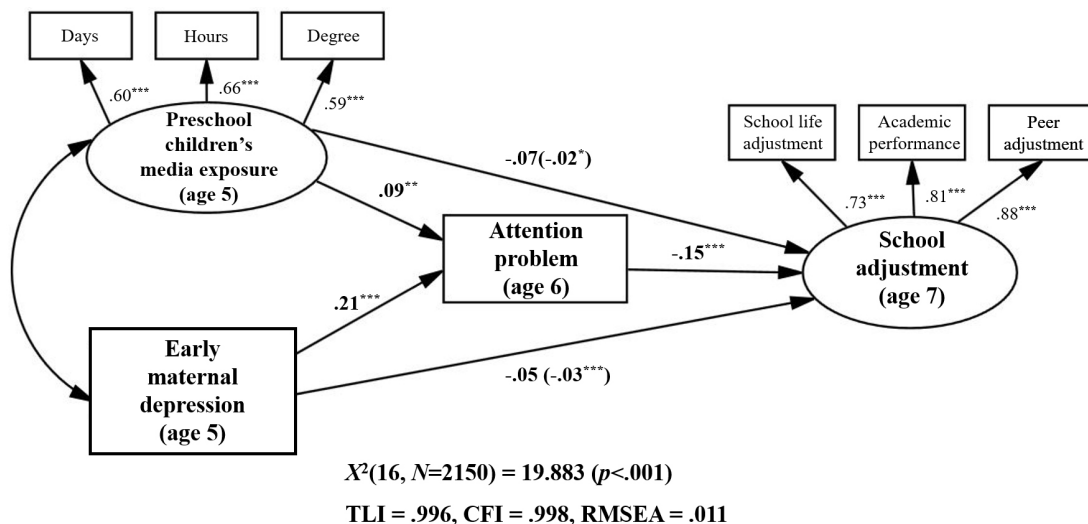 Days
Hours
Degree
.60***
.66***
.59***
Preschool
children's
media exposure
(age 5)
School life
adjustment
Academic
performance
Peer
adjustment
.73***
.81***
.88***
-.07(-.02*)
.09**
Attention
problem
(age 6)
-.15***
School
adjustment
(age 7)
.21***
Early
maternal
depression
(age 5)
-.05 (-.03***)
X²(16, N=2150) = 19.883 (p<.001)
TLI = .996, CFI = .998, RMSEA = .011